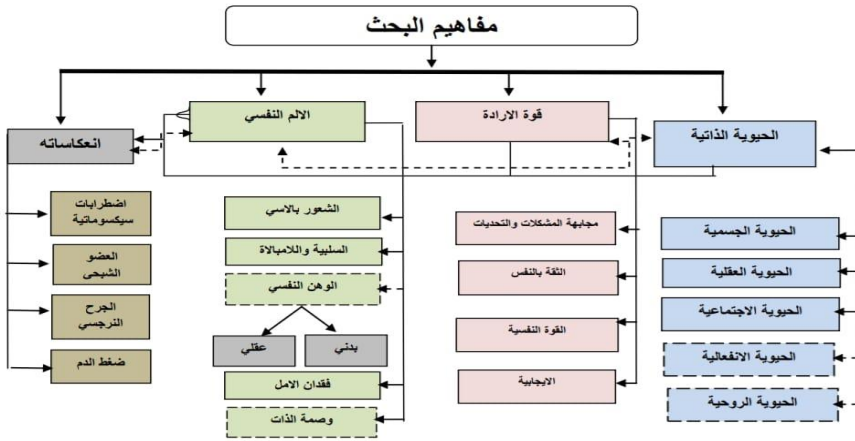 مفاهيم البحث
الحيوية الذاتية
قوة الارادة
الالم النفسي
انعكاساته
الحيوية الجسمية
الحيوية العقلية
الحيوية الاجتماعية
الحيوية الانفعالية
الحيوية الروحية
مجابهة المشكلات والتحديات
الثقة بالنفس
القوة النفسية
الايجابية
الشعور بالاسي
السلبية واللامبالاة
الوهن النفسي
بدني
عقلي
فقدان الامل
وصمة الذات
اضطرابات
سيكسوماتية
العضو
الشبحي
الجرح
النرجسي
ضغط الدم